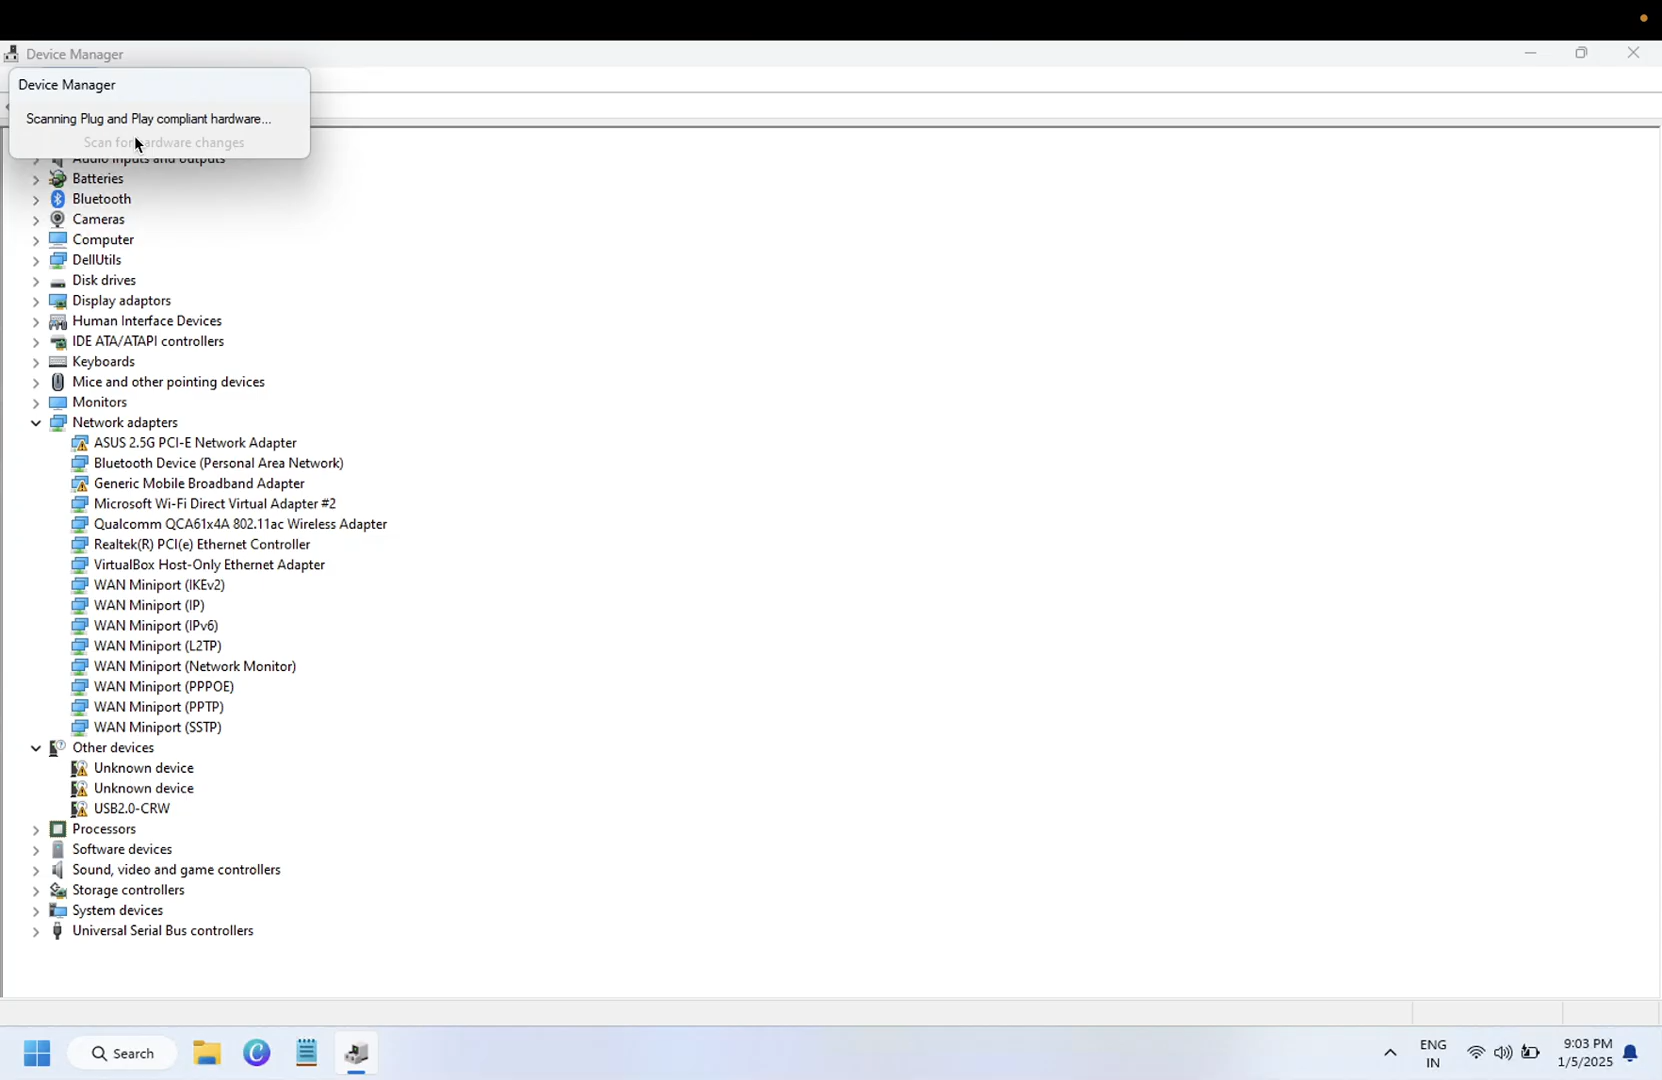 Device Manager
Device Manager
Scanning Plug and Play compliant hardware...
Scan for hardware changes
Audio inputs and outputs
Batteries
Bluetooth
Cameras
Computer
DellUtils
Disk drives
Display adaptors
Human Interface Devices
IDE ATA/ATAPI controllers
Keyboards
Mice and other pointing devices
Monitors
Network adapters
ASUS 2.5G PCI-E Network Adapter
Bluetooth Device (Personal Area Network)
Generic Mobile Broadband Adapter
Microsoft Wi-Fi Direct Virtual Adapter #2
Qualcomm QCA61x4A 802.11ac Wireless Adapter
Realtek(R) PCI(e) Ethernet Controller
VirtualBox Host-Only Ethernet Adapter
WAN Miniport (IKEv2)
WAN Miniport (IP)
WAN Miniport (IPv6)
WAN Miniport (L2TP)
WAN Miniport (Network Monitor)
WAN Miniport (PPPOE)
WAN Miniport (PPTP)
WAN Miniport (SSTP)
Other devices
Unknown device
Unknown device
USB2.0-CRW
Processors
Software devices
Sound, video and game controllers
Storage controllers
System devices
Universal Serial Bus controllers
Search
ENG
IN
9:03 PM
1/5/2025